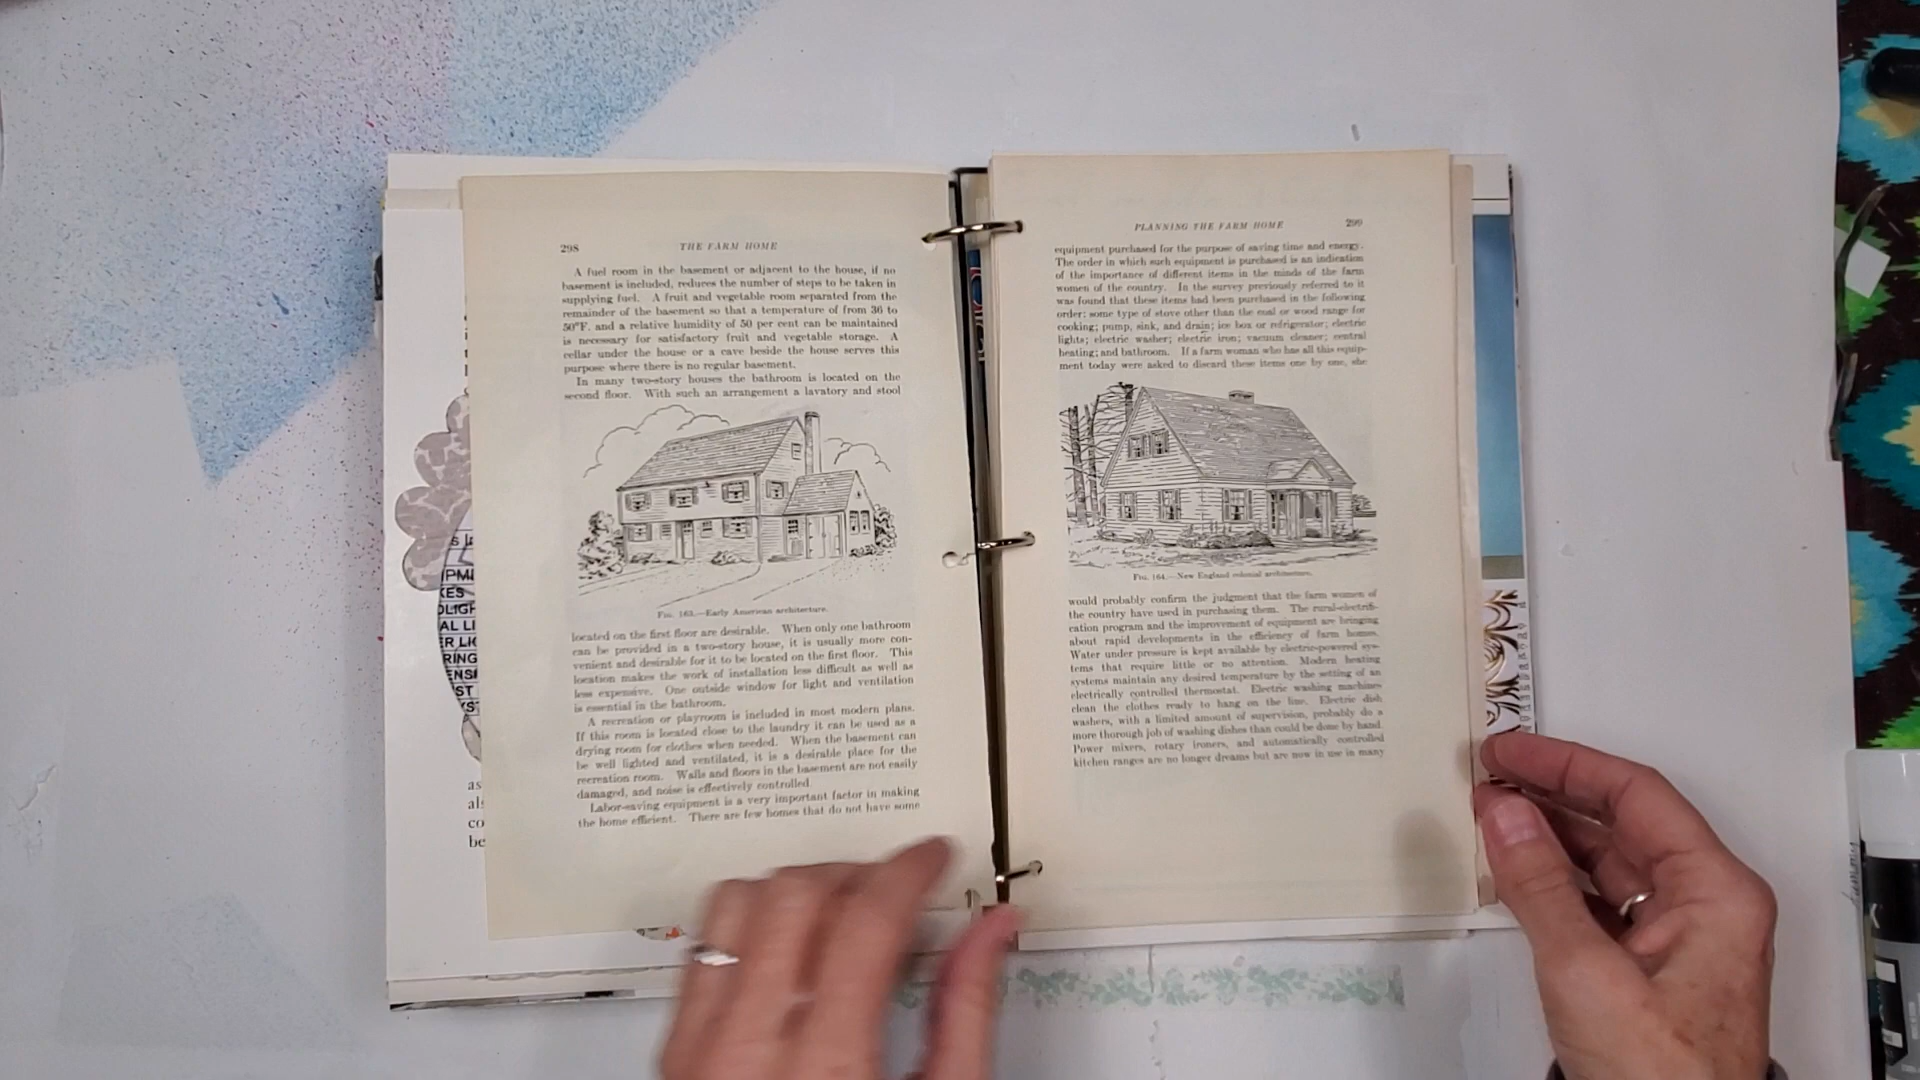 298 THE FARM HOME
A fuel room in the basement or adjacent to the house, if no
basement is included, reduces the number of steps to be taken in
supplying fuel. A fruit and vegetable room separated from the
remainder of the basement so that a temperature of from 36 to
50°F. and a relative humidity of 50 per cent can be maintained
is necessary for satisfactory fruit and vegetable storage. A
cellar under the house or a cave beside the house serves this
purpose where there is no regular basement.
In many two-story houses the bathroom is located on the
second floor. With such an arrangement a lavatory and stool
FIG. 163.—Early American architecture.
located on the first floor are desirable. When only one bathroom
can be provided in a two-story house, it is usually more con-
venient and desirable for it to be located on the first floor. This
location makes the work of installation less difficult as well as
less expensive. One outside window for light and ventilation
is essential in the bathroom.
A recreation or playroom is included in most modern plans.
If this room is located close to the laundry it can be used as a
drying room for clothes when needed. When the basement can
be well lighted and ventilated, it is a desirable place for the
recreation room. Walls and floors in the basement are not easily
damaged, and noise is effectively controlled.
Labor-saving equipment is a very important factor in making
the home efficient. There are few homes that do not have some
PLANNING THE FARM HOME 299
equipment purchased for the purpose of saving time and energy.
The order in which such equipment is purchased is an indication
of the importance of different items in the minds of the farm
women of the country. In the survey previously referred to it
was found that these items had been purchased in the following
order: some type of stove other than the coal or wood range for
cooking; pump, sink, and drain; ice box or refrigerator; electric
lights; electric washer; electric iron; vacuum cleaner; central
heating; and bathroom. If a farm woman who has all this equip-
ment today were asked to discard these items one by one, she
FIG. 164.—New England colonial architecture.
would probably confirm the judgment that the farm women of
the country have used in purchasing them. The rural-electrifi-
cation program and the improvement of equipment are bringing
about rapid developments in the efficiency of farm homes.
Water under pressure is kept available by electric-powered sys-
tems that require little or no attention. Modern heating
systems maintain any desired temperature by the setting of an
electrically controlled thermostat. Electric washing machines
clean the clothes ready to hang on the line. Electric dish
washers, with a limited amount of supervision, probably do a
more thorough job of washing dishes than could be done by hand.
Power mixers, rotary ironers, and automatically controlled
kitchen ranges are no longer dreams but are now in use in many
as
als
co
be